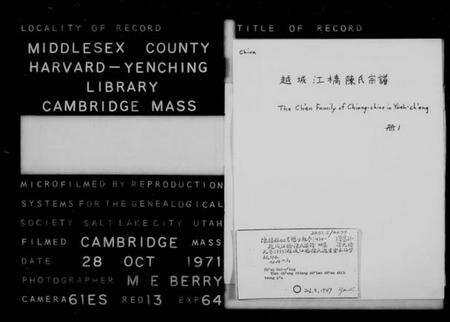 LOCALITY OF RECORD
MIDDLESEX COUNTY
HARVARD—YENCHING
LIBRARY
CAMBRIDGE MASS
MICROFILMED BY REPRODUCTION
SYSTEMS FOR THE GENEALOGICAL
SOCIETY SALT LAKE CITY UTAH
FILMED CAMBRIDGE MASS
DATE 28 OCT 1971
PHOTOGRAPHER M E BERRY
CAMERA 61ES RED 13 EXP 64
TITLE OF RECORD
China
越城 江橋 陳氏宗譜
The Ch'en Family of Chiang-chiao in Yueh-ch'eng
册1